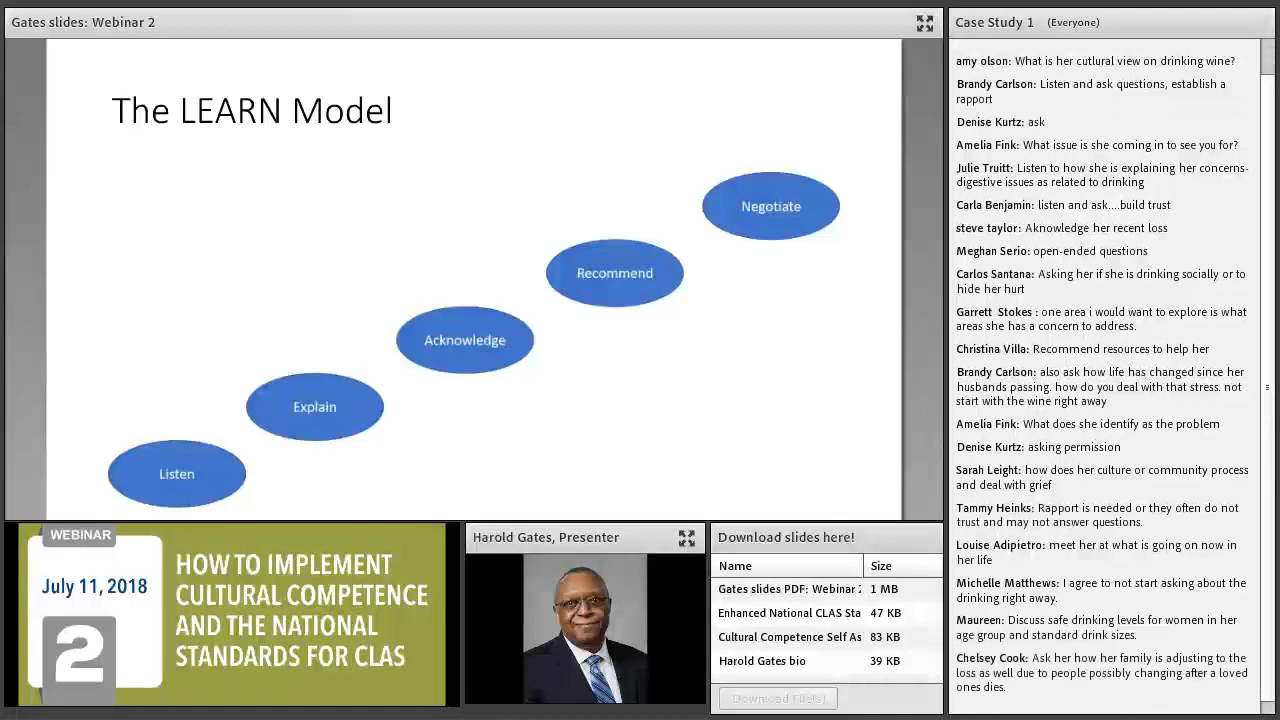 Gates slides: Webinar 2
The LEARN Model
Negotiate
Recommend
Acknowledge
Explain
Listen
WEBINAR
July 11, 2018
2
HOW TO IMPLEMENT
CULTURAL COMPETENCE
AND THE NATIONAL
STANDARDS FOR CLAS
Harold Gates, Presenter
Download slides here!
Name Size
Gates slides PDF: Webinar 2 1 MB
Enhanced National CLAS Sta 47 KB
Cultural Competence Self As 83 KB
Harold Gates bio 39 KB
Download File(s)
Case Study 1 (Everyone)
amy olson: What is her cutlural view on drinking wine?
Brandy Carlson: Listen and ask questions, establish a
rapport
Denise Kurtz: ask
Amelia Fink: What issue is she coming in to see you for?
Julie Truitt: Listen to how she is explaining her concerns-
digestive issues as related to drinking
Carla Benjamin: listen and ask....build trust
steve taylor: Aknowledge her recent loss
Meghan Serio: open-ended questions
Carlos Santana: Asking her if she is drinking socially or to
hide her hurt
Garrett Stokes : one area i would want to explore is what
areas she has a concern to address.
Christina Villa: Recommend resources to help her
Brandy Carlson: also ask how life has changed since her
husbands passing. how do you deal with that stress. not
start with the wine right away
Amelia Fink: What does she identify as the problem
Denise Kurtz: asking permission
Sarah Leight: how does her culture or community process
and deal with grief
Tammy Heinks: Rapport is needed or they often do not
trust and may not answer questions.
Louise Adipietro: meet her at what is going on now in
her life
Michelle Matthews: I agree to not start asking about the
drinking right away.
Maureen: Discuss safe drinking levels for women in her
age group and standard drink sizes.
Chelsey Cook: Ask her how her family is adjusting to the
loss as well due to people possibly changing after a loved
ones dies.